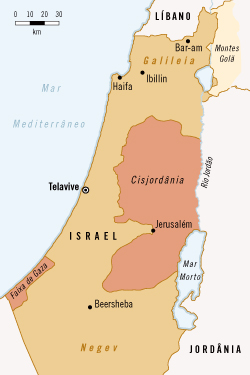 0 10 20 30
km
LÍBANO
Bar-am
Montes
Golã
Galileia
Ibillin
Haifa
Mar
Mediterrâneo
Rio Jordão
Cisjordânia
Telavive
Jerusalém
ISRAEL
Mar
Morto
Faixa de Gaza
Beersheba
Negev
JORDÂNIA